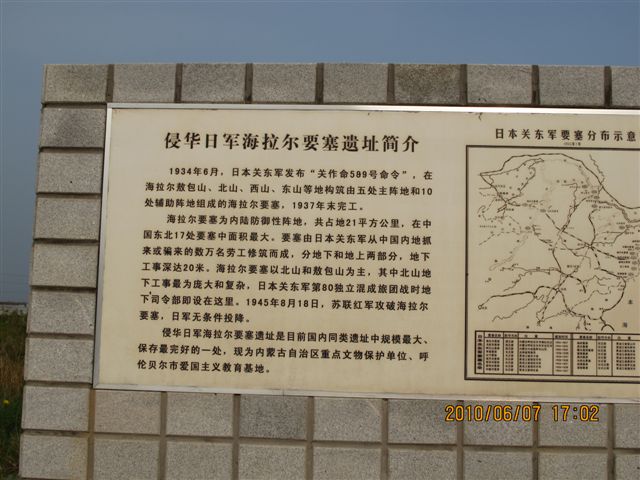 侵华日军海拉尔要塞遗址简介
1934年6月，日本关东军发布“关作命589号命令”，在
海拉尔敖包山、北山、西山、东山等地构筑由五处主阵地和10
处辅助阵地组成的海拉尔要塞，1937年末完工。
海拉尔要塞为内陆防御性阵地，共占地21平方公里，在中
国东北17处要塞中面积最大。要塞由日本关东军从中国内地抓
来或骗来的数万名劳工修筑而成，分地下和地上两部分，地下
工事深达20米。海拉尔要塞以北山和敖包山为主，其中北山地
下工事最为庞大和复杂，日本关东军第80独立混成旅团战时地
下司令部即设在这里。1945年8月18日，苏联红军攻破海拉尔
要塞，日军无条件投降。
侵华日军海拉尔要塞遗址是目前国内同类遗址中规模最大、
保存最完好的一处，现为内蒙古自治区重点文物保护单位、呼
伦贝尔市爱国主义教育基地。
日本关东军要塞分布示意
2010/06/07 17:02